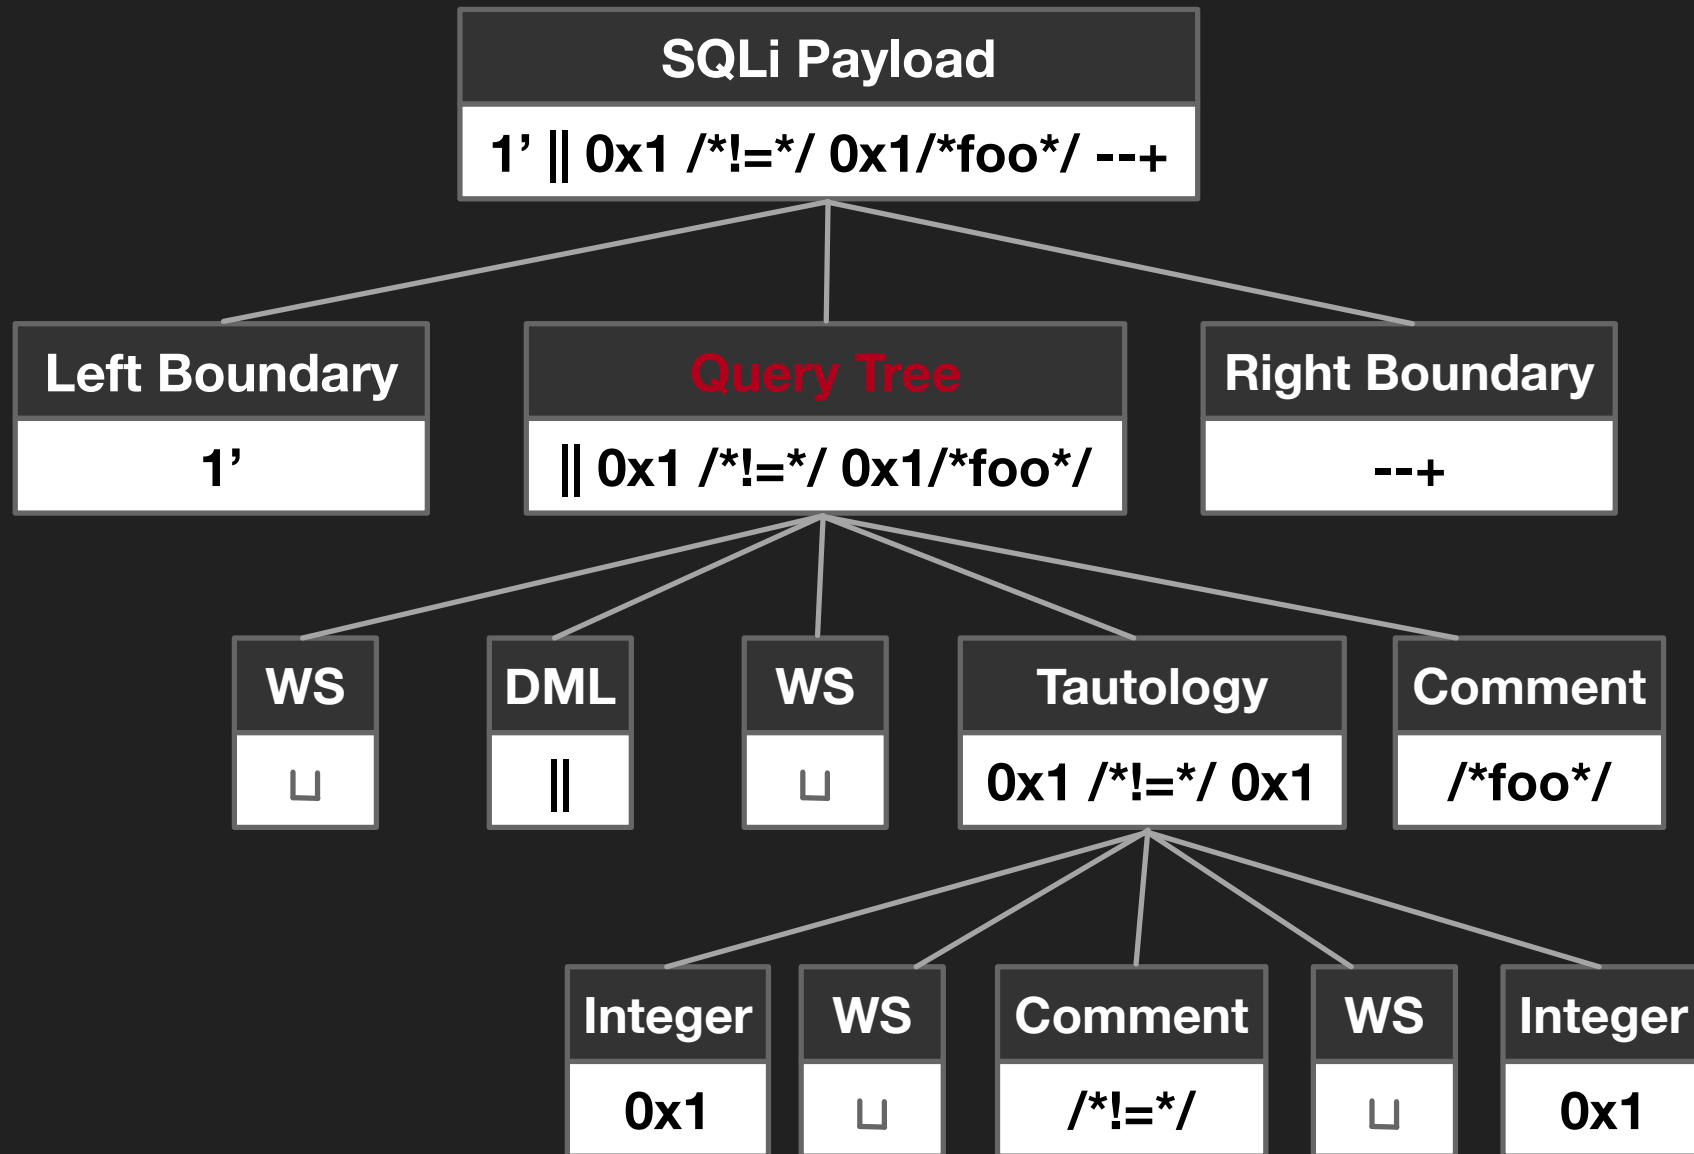 SQLi Payload
1’ || 0x1 /*!=*/ 0x1/*foo*/ --+
Left Boundary
1’
Query Tree
|| 0x1 /*!=*/ 0x1/*foo*/
Right Boundary
--+
WS
⊔
DML
||
WS
⊔
Tautology
0x1 /*!=*/ 0x1
Comment
/*foo*/
Integer
0x1
WS
⊔
Comment
/*!=*/
WS
⊔
Integer
0x1